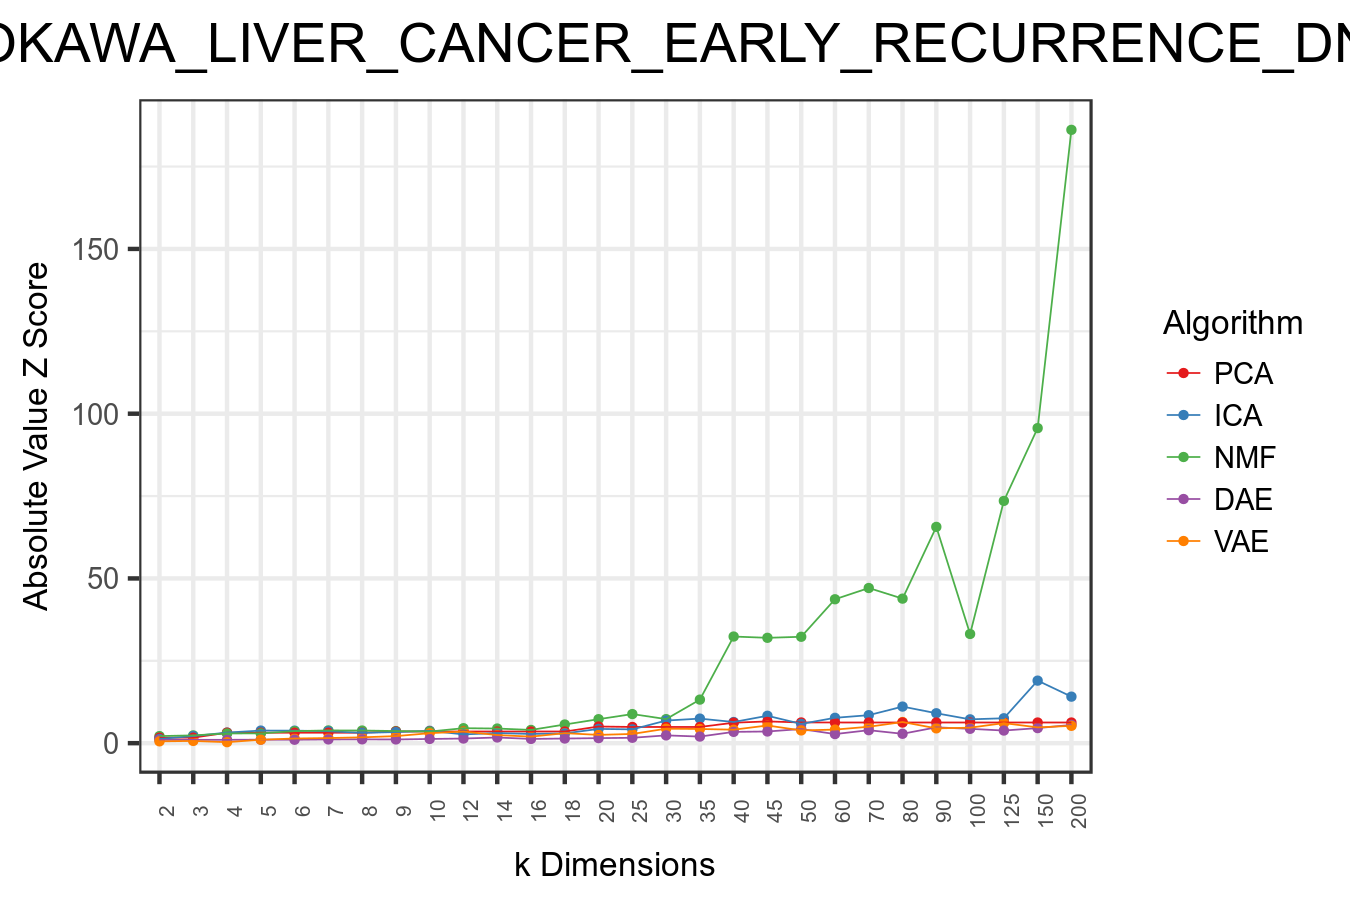 OKAWA_LIVER_CANCER_EARLY_RECURRENCE_DN
Absolute Value Z Score
150
100
50
0
2 3 4 5 6 7 8 9 10 12 14 16 18 20 25 30 35 40 45 50 60 70 80 90 100 125 150 200
k Dimensions
Algorithm
PCA
ICA
NMF
DAE
VAE